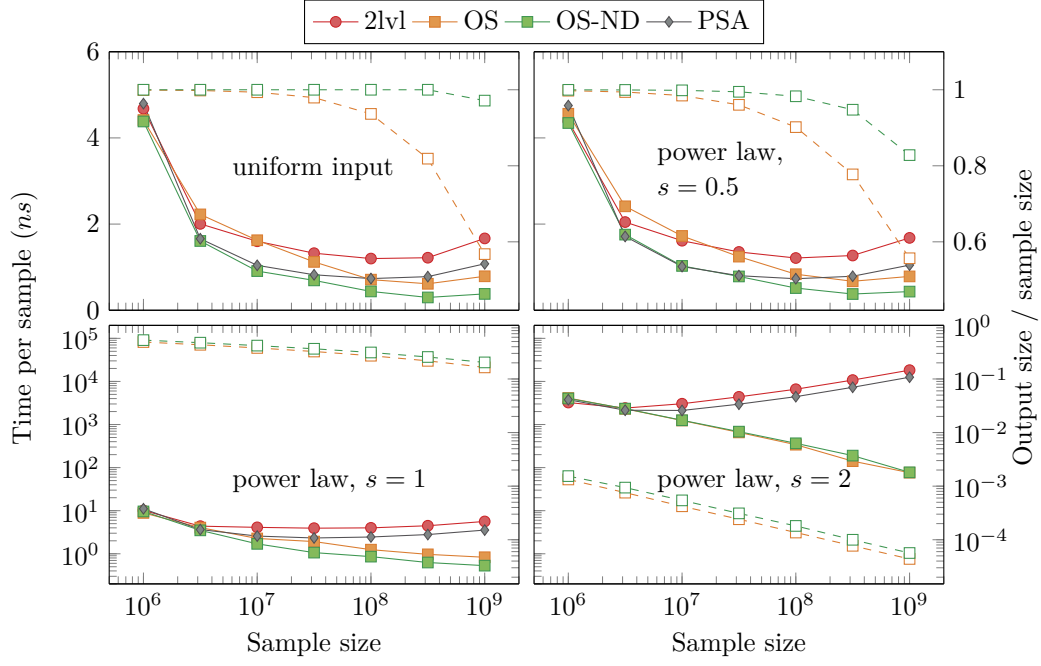 2lvl OS OS-ND PSA
6
4
2
0
uniform input
power law,
s = 0.5
1
0.8
0.6
Time per sample (ns)
Output size / sample size
10^5
10^4
10^3
10^2
10^1
10^0
power law, s = 1
power law, s = 2
10^0
10^−1
10^−2
10^−3
10^−4
10^6 10^7 10^8 10^9
10^6 10^7 10^8 10^9
Sample size
Sample size